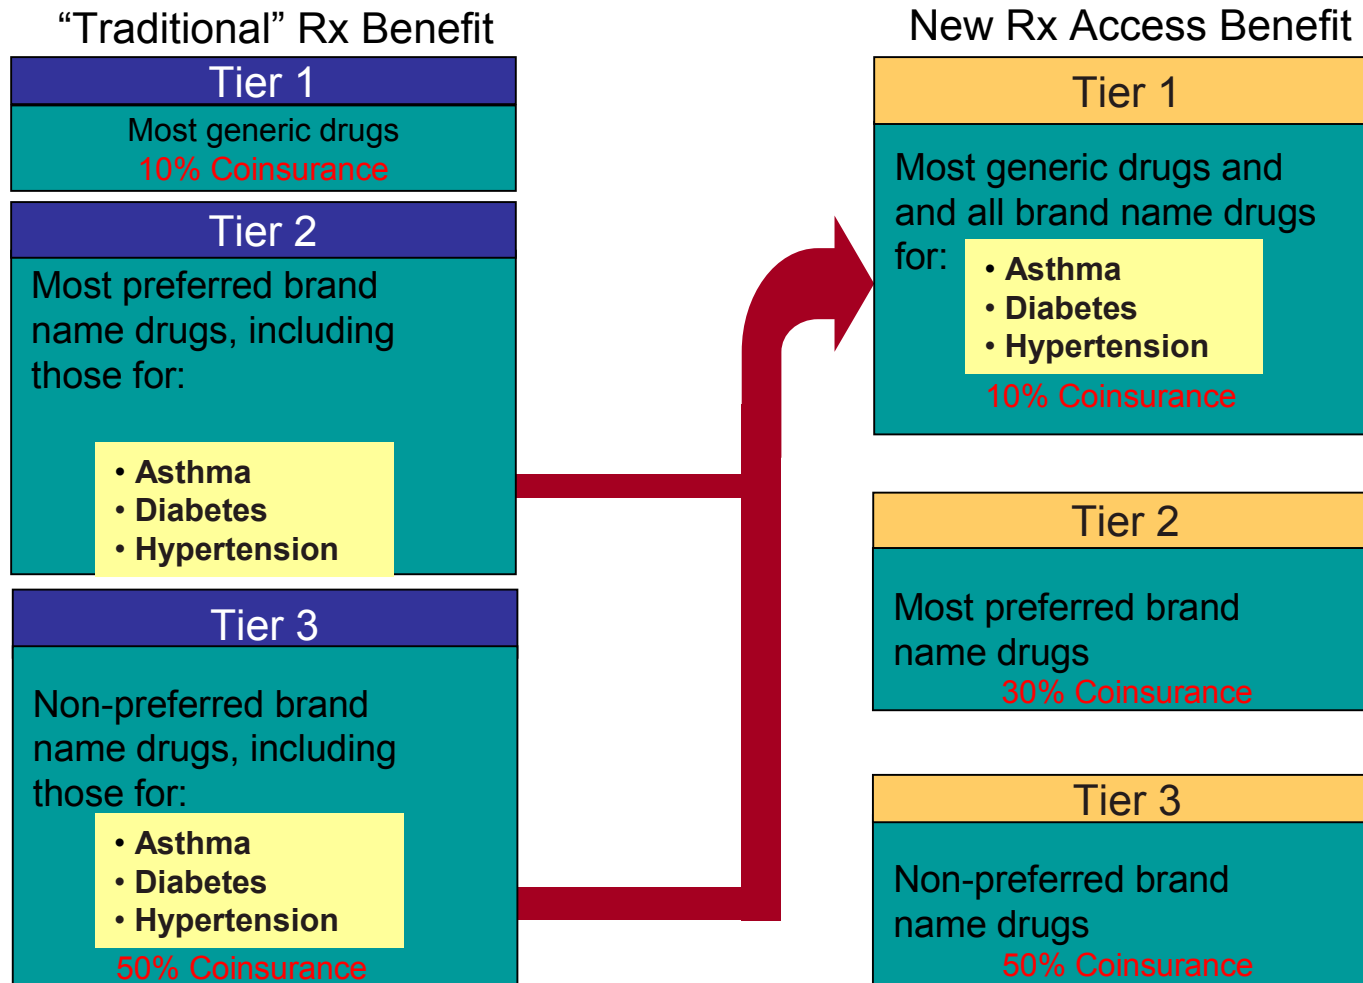 “Traditional” Rx Benefit
Tier 1
Most generic drugs
10% Coinsurance
Tier 2
Most preferred brand
name drugs, including
those for:
• Asthma
• Diabetes
• Hypertension
Tier 3
Non-preferred brand
name drugs, including
those for:
• Asthma
• Diabetes
• Hypertension
50% Coinsurance
New Rx Access Benefit
Tier 1
Most generic drugs and
and all brand name drugs
for:
• Asthma
• Diabetes
• Hypertension
10% Coinsurance
Tier 2
Most preferred brand
name drugs
30% Coinsurance
Tier 3
Non-preferred brand
name drugs
50% Coinsurance